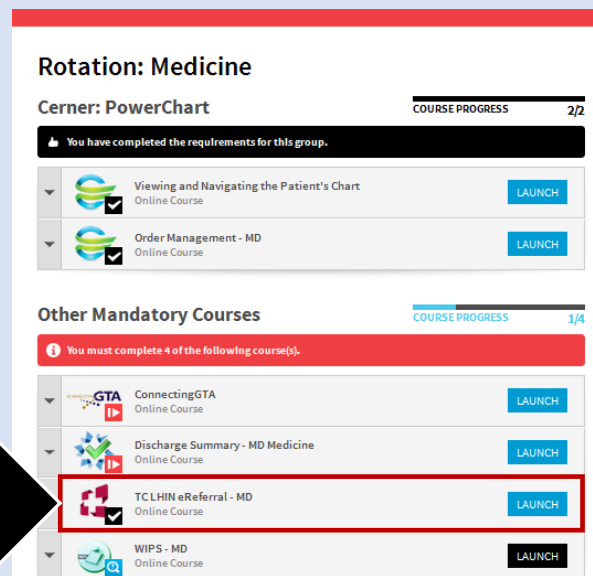 Rotation: Medicine
Cerner: PowerChart
COURSE PROGRESS 2/2
You have completed the requirements for this group.
Viewing and Navigating the Patient's Chart
Online Course
LAUNCH
Order Management - MD
Online Course
LAUNCH
Other Mandatory Courses
COURSE PROGRESS 1/4
You must complete 4 of the following course(s).
GTA
ConnectingGTA
Online Course
LAUNCH
Discharge Summary - MD Medicine
Online Course
LAUNCH
TC LHIN eReferral - MD
Online Course
LAUNCH
WIPS - MD
Online Course
LAUNCH